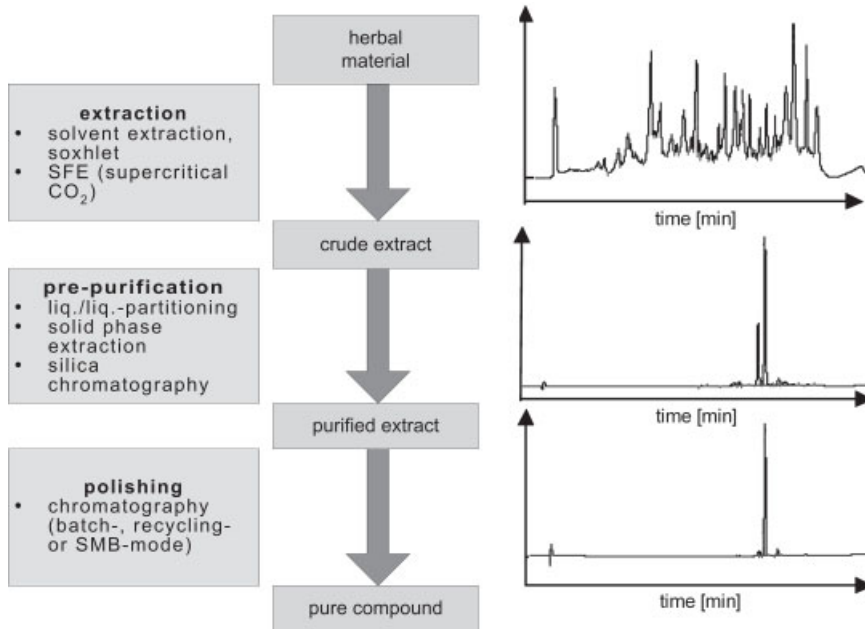 herbal
material
extraction
• solvent extraction,
soxhlet
• SFE (supercritical
CO₂)
time [min]
crude extract
pre-purification
• liq./liq.-partitioning
• solid phase
extraction
• silica
chromatography
time [min]
purified extract
polishing
• chromatography
(batch-, recycling-
or SMB-mode)
time [min]
pure compound